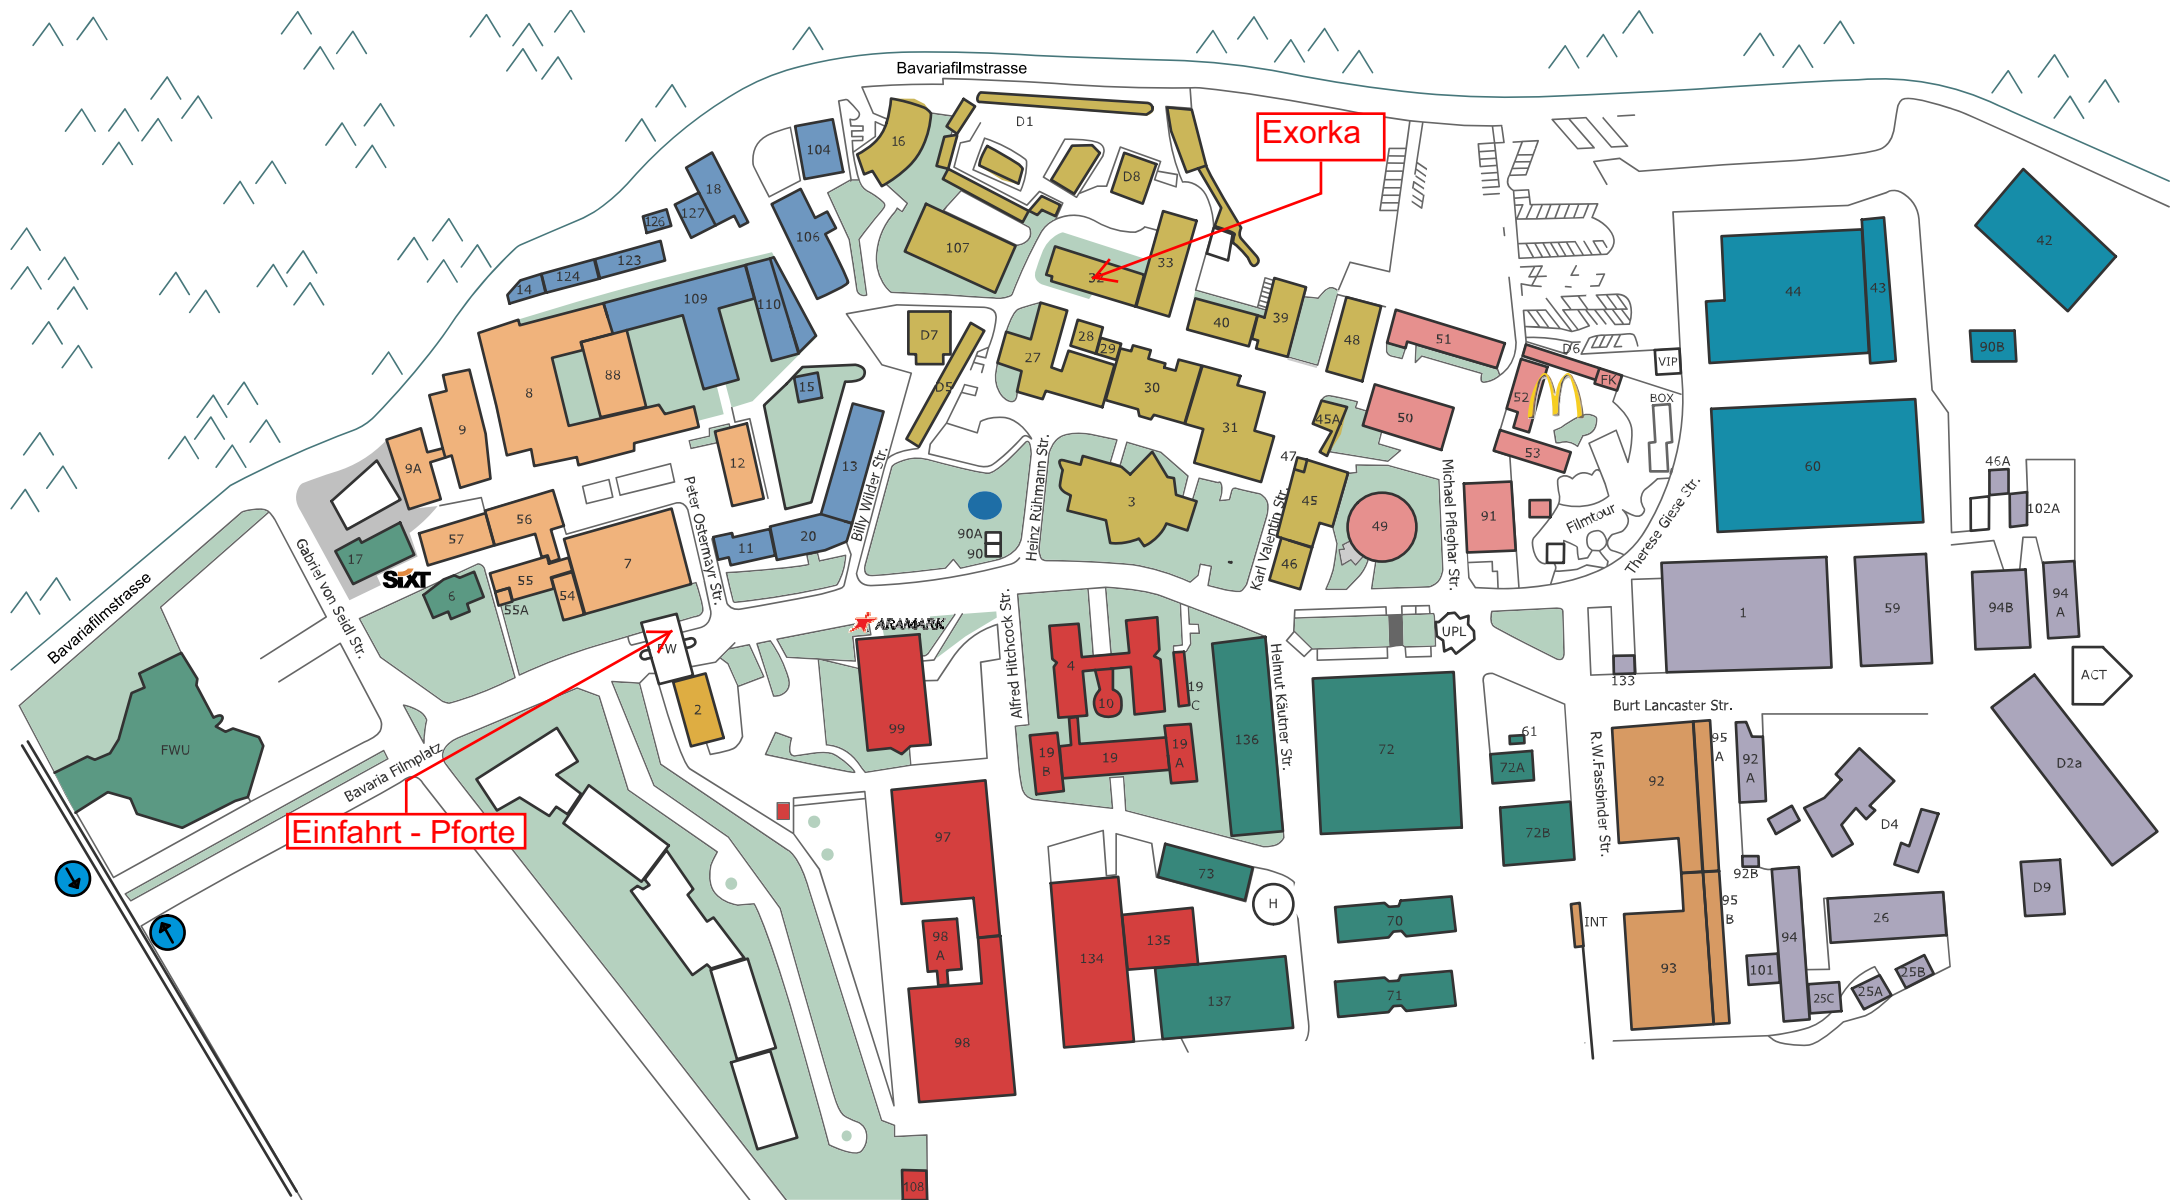 Bavariafilmstrasse
D1
Exorka
16
104
18
127
126
D8
106
107
33
32
123
124
14
109
110
42
44
43
40
39
48
51
D7
28
29
27
D6
VIP
90B
8
88
15
D5
30
52
FK
BOX
9
31
45A
50
9A
12
13
Billy Wilder Str.
Heinz Rühmann Str.
3
47
45
Karl Valentin Str.
49
Michael Pfleghar Str.
53
91
Filmtour
Therese Giese Str.
60
46A
102A
56
57
17
SiXT
7
Peter Ostermayr Str.
11
20
90A
90
46
55
55A
54
6
Gabriel von Seidl Str.
Bavariafilmstrasse
FW
ARAMARK
Alfred Hitchcock Str.
4
10
19
C
136
Helmut Käutner Str.
UPL
1
59
94B
94
A
133
ACT
FWU
2
99
Burt Lancaster Str.
19
B
19
19
A
72
61
72A
72B
R.W.Fassbinder Str.
92
95
A
92
A
D2a
Bavaria Filmplatz
Einfahrt - Pforte
97
D4
73
92B
H
D9
98
A
134
135
70
INT
95
B
26
94
137
71
93
101
25C
25A
25B
98
108